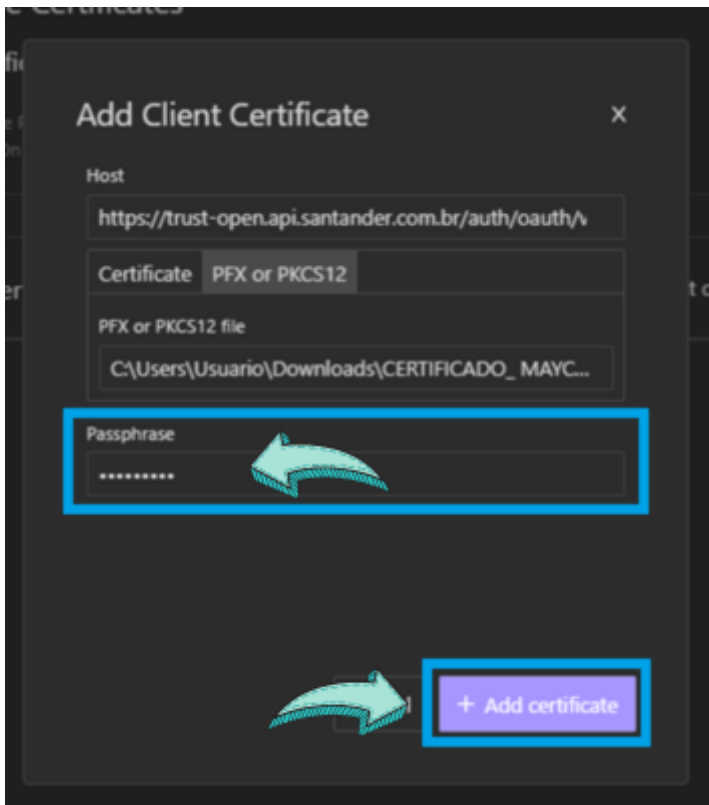 e Certificates
Add Client Certificate
Host
https://trust-open.api.santander.com.br/auth/oauth/v
Certificate PFX or PKCS12
PFX or PKCS12 file
C:\Users\Usuario\Downloads\CERTIFICADO_ MAYC...
Passphrase
•••••••••
+ Add certificate